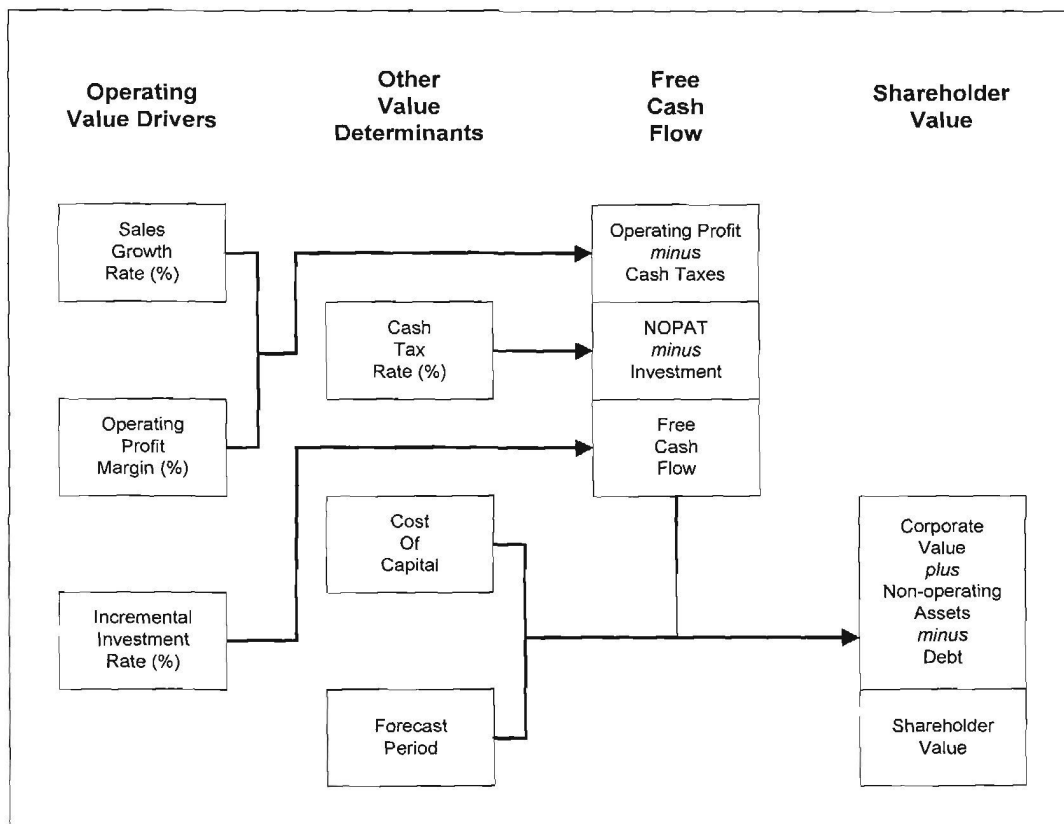 Operating
Value Drivers
Other
Value
Determinants
Free
Cash
Flow
Shareholder
Value
Sales
Growth
Rate (%)
Operating
Profit
Margin (%)
Incremental
Investment
Rate (%)
Cash
Tax
Rate (%)
Cost
Of
Capital
Forecast
Period
Operating Profit
minus
Cash Taxes
NOPAT
minus
Investment
Free
Cash
Flow
Corporate
Value
plus
Non-operating
Assets
minus
Debt
Shareholder
Value